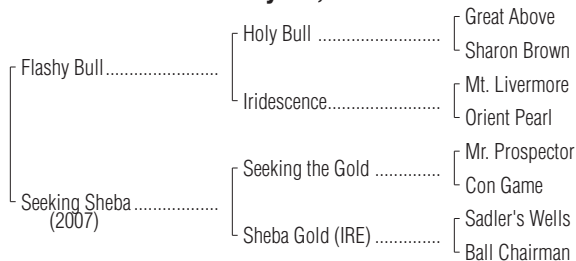 Holy Bull ..........................
Great Above
Sharon Brown
Flashy Bull........................
Iridescence........................
Mt. Livermore
Orient Pearl
Seeking the Gold ..............
Mr. Prospector
Con Game
Seeking Sheba ..................
(2007)
Sheba Gold (IRE) ..............
Sadler's Wells
Ball Chairman